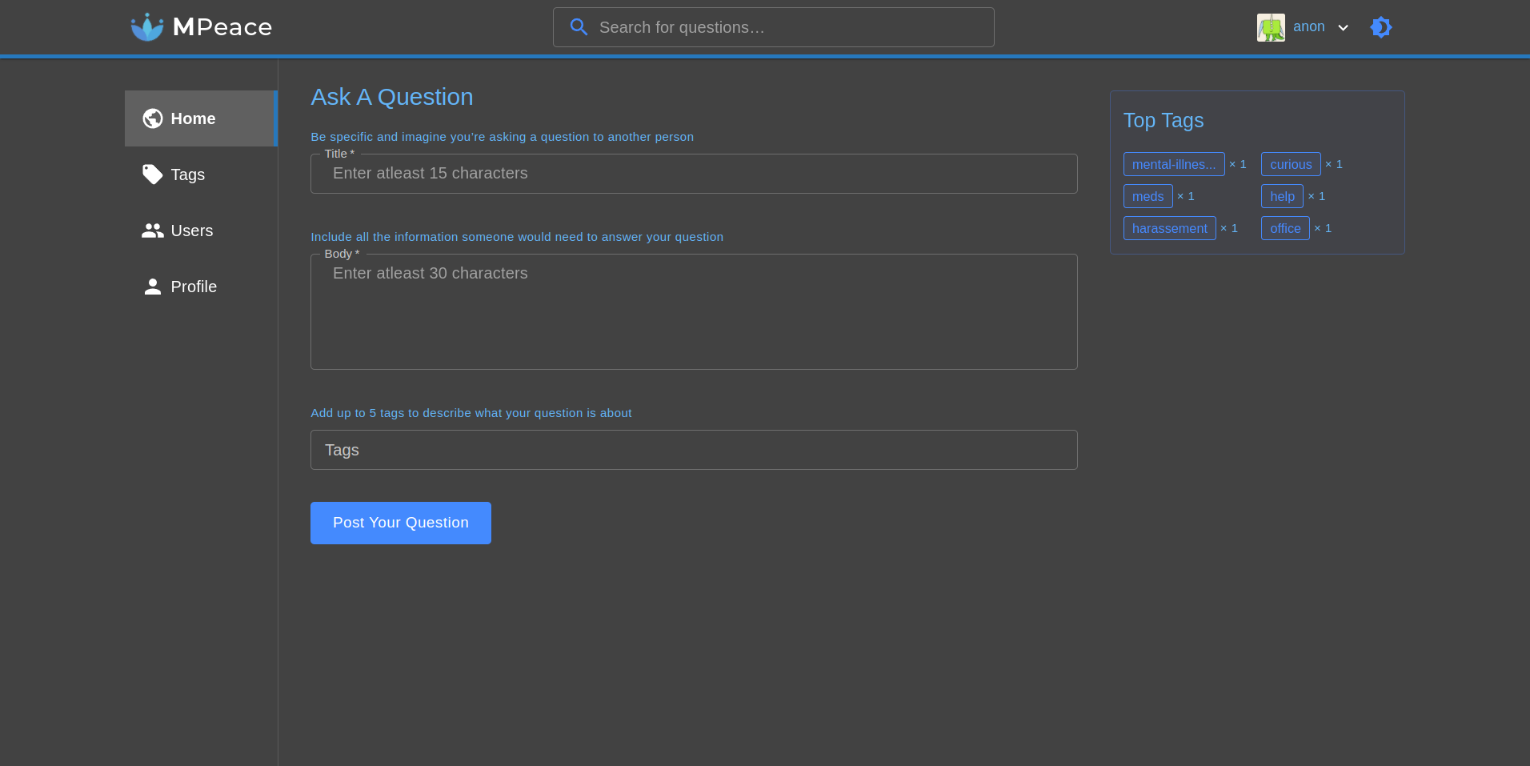 MPeace
Search for questions…
anon
Home
Tags
Users
Profile
Ask A Question
Be specific and imagine you're asking a question to another person
Title *
Enter atleast 15 characters
Include all the information someone would need to answer your question
Body *
Enter atleast 30 characters
Add up to 5 tags to describe what your question is about
Tags
Post Your Question
Top Tags
mental-illnes... × 1 curious × 1
meds × 1 help × 1
harassement × 1 office × 1